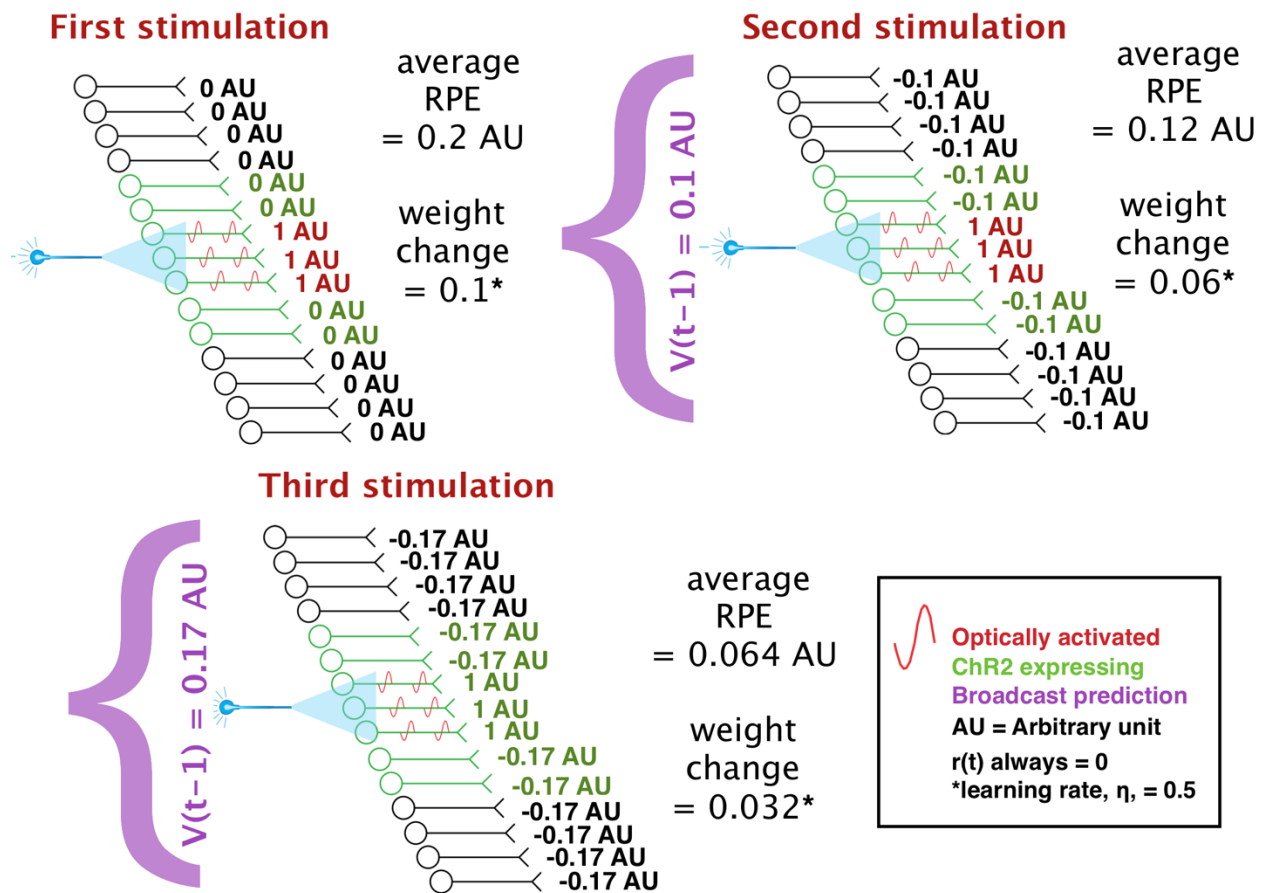 First stimulation
0 AU
0 AU
0 AU
0 AU
0 AU
0 AU
1 AU
1 AU
1 AU
0 AU
0 AU
0 AU
0 AU
0 AU
0 AU
average
RPE
= 0.2 AU
weight
change
= 0.1*
Second stimulation
V(t-1) = 0.1 AU
-0.1 AU
-0.1 AU
-0.1 AU
-0.1 AU
-0.1 AU
-0.1 AU
1 AU
1 AU
1 AU
-0.1 AU
-0.1 AU
-0.1 AU
-0.1 AU
-0.1 AU
-0.1 AU
average
RPE
= 0.12 AU
weight
change
= 0.06*
Third stimulation
V(t-1) = 0.17 AU
-0.17 AU
-0.17 AU
-0.17 AU
-0.17 AU
-0.17 AU
-0.17 AU
1 AU
1 AU
1 AU
-0.17 AU
-0.17 AU
-0.17 AU
-0.17 AU
-0.17 AU
-0.17 AU
average
RPE
= 0.064 AU
weight
change
= 0.032*
Optically activated
ChR2 expressing
Broadcast prediction
AU = Arbitrary unit
r(t) always = 0
*learning rate, η, = 0.5